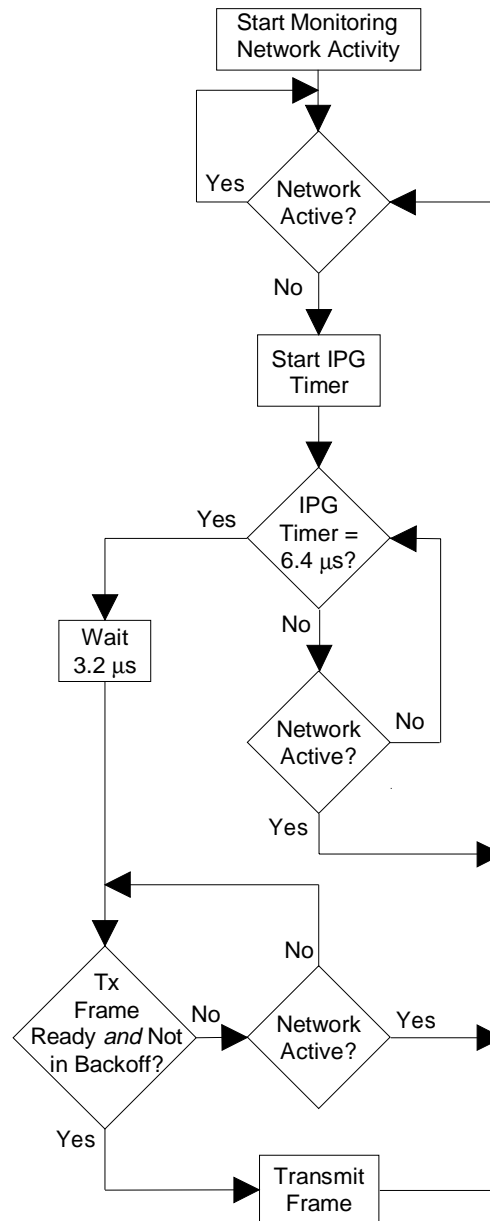 Start Monitoring
Network Activity
Yes
Network
Active?
No
Start IPG
Timer
Yes
IPG
Timer =
6.4 μs?
No
Wait
3.2 μs
Network
Active?
No
Yes
Tx
Frame
Ready and Not
in Backoff?
No
No
Network
Active?
Yes
Yes
Transmit
Frame